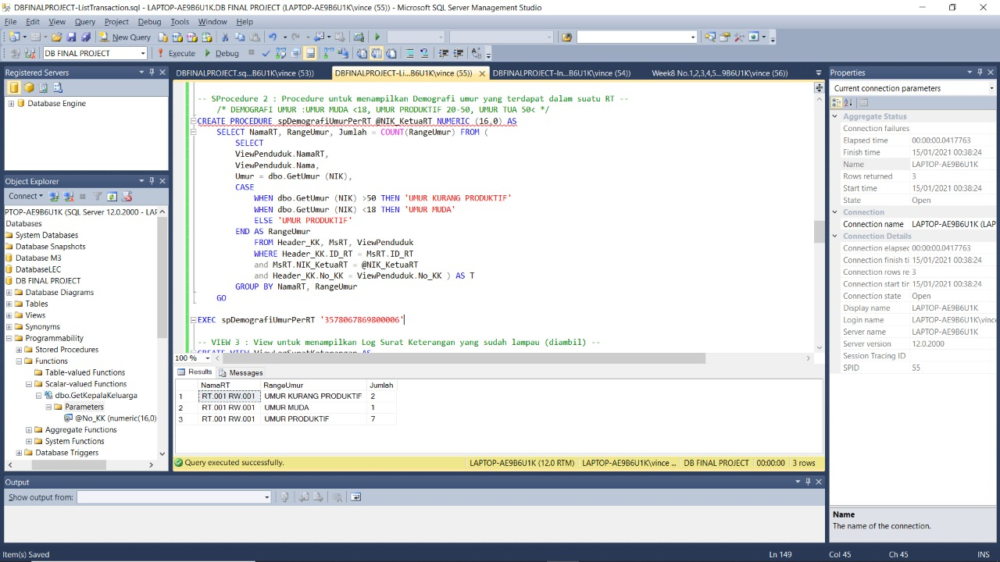 DBFINALPROJECT-ListTransaction.sql - LAPTOP-AE9B6U1K.DB FINAL PROJECT (LAPTOP-AE9B6U1K\vince (55)) - Microsoft SQL Server Management Studio
File Edit View Query Project Debug Tools Window Help
New Query
DB FINAL PROJECT Execute Debug
Registered Servers
Database Engine
Object Explorer
Connect
PTOP-AE9B6U1K (SQL Server 12.0.2000 - LAF
Databases
System Databases
Database Snapshots
Database M3
DatabaseLEC
DB FINAL PROJECT
Database Diagrams
Tables
Views
Synonyms
Programmability
Stored Procedures
Functions
Table-valued Functions
Scalar-valued Functions
dbo.GetKepalaKeluarga
Parameters
@No_KK (numeric(16,0)
Aggregate Functions
System Functions
Database Triggers
DBFINALPROJECT.sq...B6U1K\vince (53)) DBFINALPROJECT-Li...B6U1K\vince (55)) DBFINALPROJECT-In...B6U1K\vince (54)) Week8 No.1,2,3,4,5...9B6U1K\vince (56))
-- SProcedure 2 : Procedure untuk menampilkan Demografi umur yang terdapat dalam suatu RT --
/* DEMOGRAFI UMUR :UMUR MUDA <18, UMUR PRODUKTIF 20-50, UMUR TUA 50< */
CREATE PROCEDURE spDemografiUmurPerRT @NIK_KetuaRT NUMERIC (16,0) AS
SELECT NamaRT, RangeUmur, Jumlah = COUNT(RangeUmur) FROM (
SELECT
ViewPenduduk.NamaRT,
ViewPenduduk.Nama,
Umur = dbo.GetUmur (NIK),
CASE
WHEN dbo.GetUmur (NIK) >50 THEN 'UMUR KURANG PRODUKTIF'
WHEN dbo.GetUmur (NIK) <18 THEN 'UMUR MUDA'
ELSE 'UMUR PRODUKTIF'
END AS RangeUmur
FROM Header_KK, MsRT, ViewPenduduk
WHERE Header_KK.ID_RT = MsRT.ID_RT
and MsRT.NIK_KetuaRT = @NIK_KetuaRT
and Header_KK.No_KK = ViewPenduduk.No_KK ) AS T
GROUP BY NamaRT, RangeUmur
GO
EXEC spDemografiUmurPerRT '3578067869800006'
-- VIEW 3 : View untuk menampilkan Log Surat Keterangan yang sudah lampau (diambil) --
CREATE VIEW ViewLogSuratKeterangan AS
100 %
Results Messages
NamaRT RangeUmur Jumlah
1 RT.001 RW.001 UMUR KURANG PRODUKTIF 2
2 RT.001 RW.001 UMUR MUDA 1
3 RT.001 RW.001 UMUR PRODUKTIF 7
Query executed successfully. LAPTOP-AE9B6U1K (12.0 RTM) LAPTOP-AE9B6U1K\vince ... DB FINAL PROJECT 00:00:00 3 rows
Properties
Current connection parameters
Aggregate Status
Connection failures
Elapsed time 00:00:00.0417763
Finish time 15/01/2021 00:38:24
Name LAPTOP-AE9B6U1K
Rows returned 3
Start time 15/01/2021 00:38:24
State Open
Connection
Connection name LAPTOP-AE9B6U1K (LAP
Connection Details
Connection elapsec 00:00:00.0417763
Connection finish ti 15/01/2021 00:38:24
Connection rows re 3
Connection start tir 15/01/2021 00:38:24
Connection state Open
Display name LAPTOP-AE9B6U1K
Login name LAPTOP-AE9B6U1K\vince
Server name LAPTOP-AE9B6U1K
Server version 12.0.2000
Session Tracing ID
SPID 55
Name
The name of the connection.
Output
Show output from:
Item(s) Saved Ln 149 Col 45 Ch 45 INS